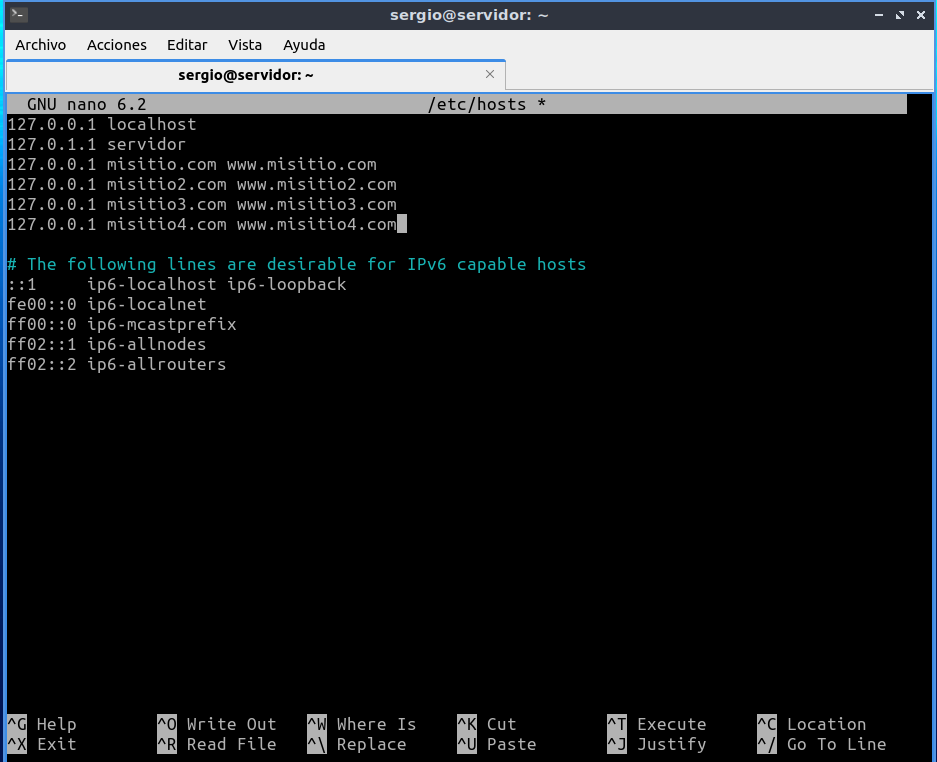 sergio@servidor: ~
Archivo Acciones Editar Vista Ayuda
sergio@servidor: ~
GNU nano 6.2 /etc/hosts *
127.0.0.1 localhost
127.0.1.1 servidor
127.0.0.1 misitio.com www.misitio.com
127.0.0.1 misitio2.com www.misitio2.com
127.0.0.1 misitio3.com www.misitio3.com
127.0.0.1 misitio4.com www.misitio4.com
# The following lines are desirable for IPv6 capable hosts
::1     ip6-localhost ip6-loopback
fe00::0 ip6-localnet
ff00::0 ip6-mcastprefix
ff02::1 ip6-allnodes
ff02::2 ip6-allrouters
^G Help ^O Write Out ^W Where Is ^K Cut ^T Execute ^C Location
^X Exit ^R Read File ^\ Replace ^U Paste ^J Justify ^/ Go To Line